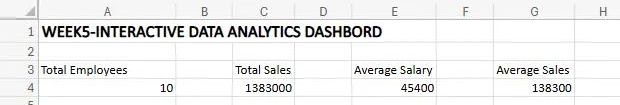 A B C D E F G H
1 WEEK5-INTERACTIVE DATA ANALYTICS DASHBORD
2
3 Total Employees Total Sales Average Salary Average Sales
4 10 1383000 45400 138300